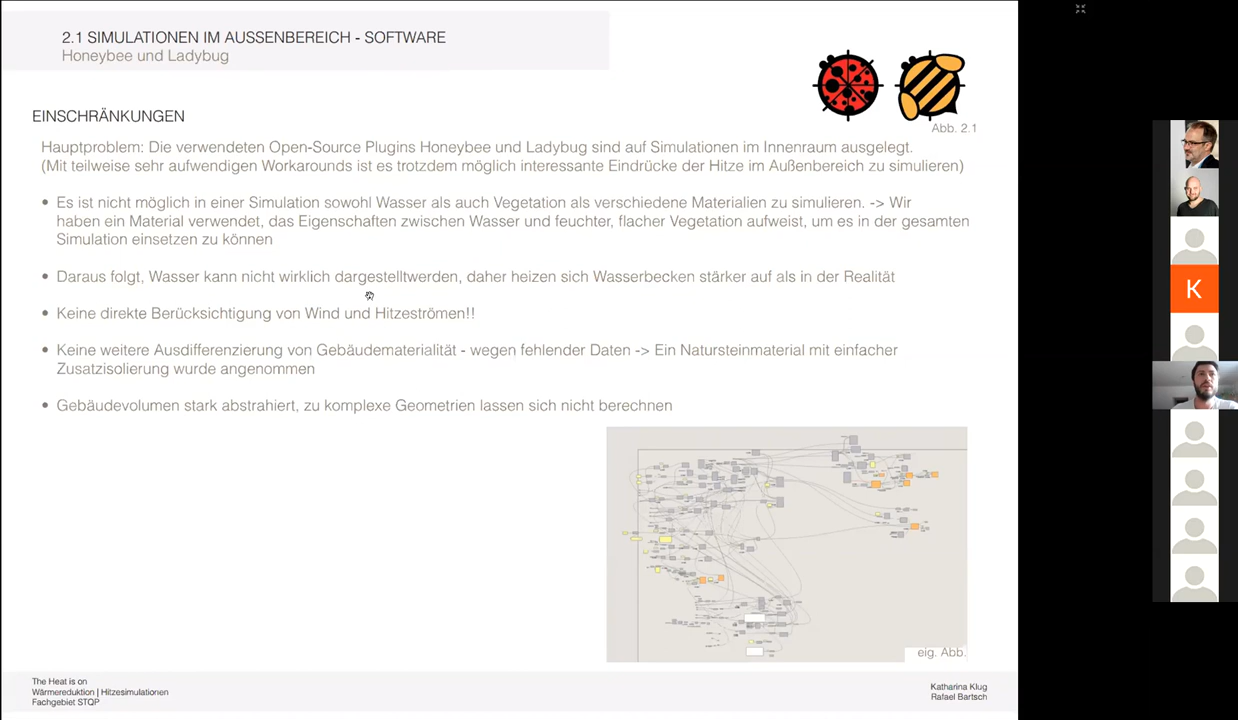 2.1 SIMULATIONEN IM AUSSENBEREICH - SOFTWARE
Honeybee und Ladybug
Abb. 2.1
EINSCHRÄNKUNGEN
Hauptproblem: Die verwendeten Open-Source Plugins Honeybee und Ladybug sind auf Simulationen im Innenraum ausgelegt.
(Mit teilweise sehr aufwendigen Workarounds ist es trotzdem möglich interessante Eindrücke der Hitze im Außenbereich zu simulieren)
• Es ist nicht möglich in einer Simulation sowohl Wasser als auch Vegetation als verschiedene Materialien zu simulieren. -> Wir
haben ein Material verwendet, das Eigenschaften zwischen Wasser und feuchter, flacher Vegetation aufweist, um es in der gesamten
Simulation einsetzen zu können
• Daraus folgt, Wasser kann nicht wirklich dargestelltwerden, daher heizen sich Wasserbecken stärker auf als in der Realität
• Keine direkte Berücksichtigung von Wind und Hitzeströmen!!
• Keine weitere Ausdifferenzierung von Gebäudematerialität - wegen fehlender Daten -> Ein Natursteinmaterial mit einfacher
Zusatzisolierung wurde angenommen
• Gebäudevolumen stark abstrahiert, zu komplexe Geometrien lassen sich nicht berechnen
eig. Abb.
The Heat is on
Wärmereduktion | Hitzesimulationen
Fachgebiet STQP
Katharina Klug
Rafael Bartsch
K